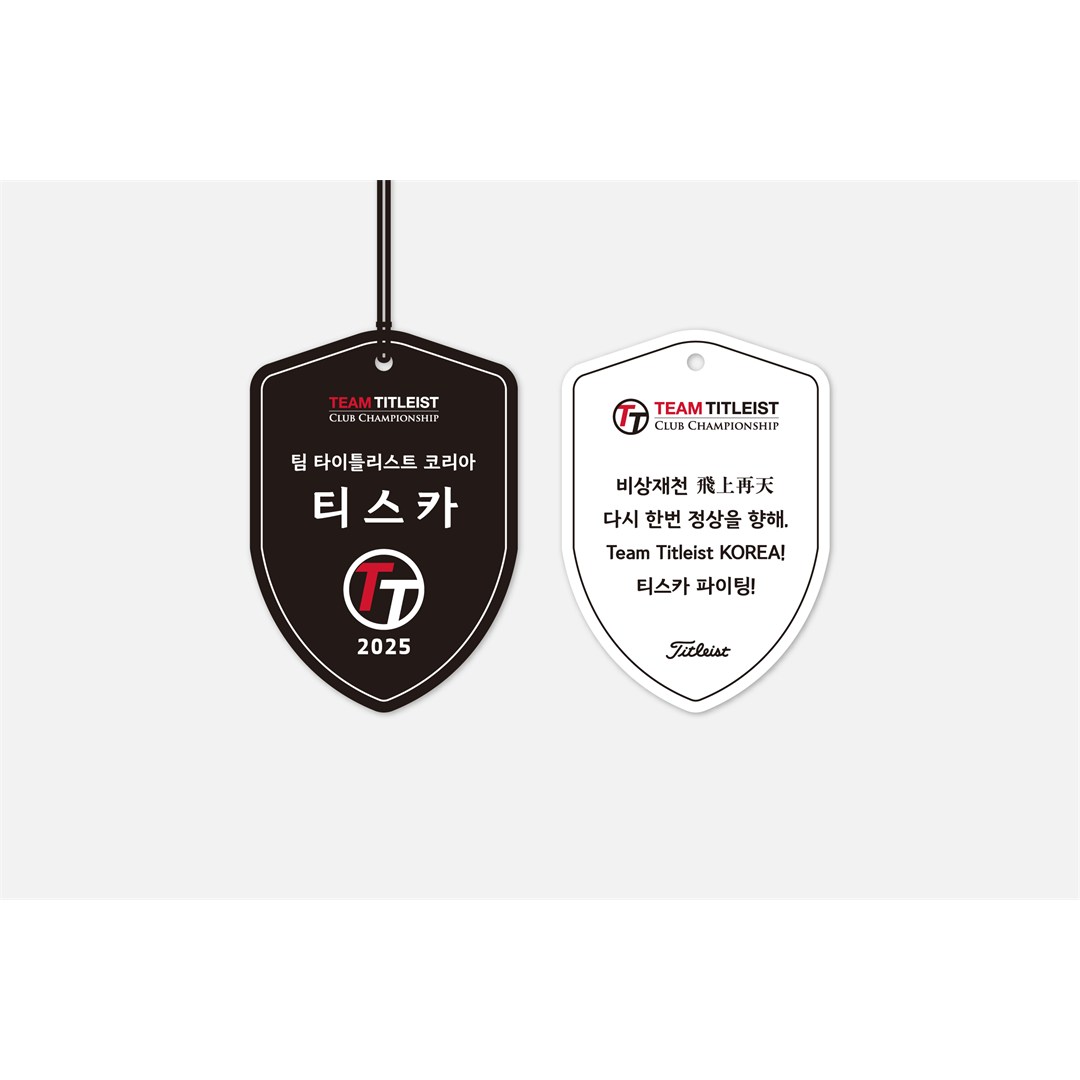 TEAM TITLEIST
CLUB CHAMPIONSHIP
팀 타이틀리스트 코리아
티스카
TT
2025
TT TEAM TITLEIST
CLUB CHAMPIONSHIP
비상재천 飛上再天
다시 한번 정상을 향해.
Team Titleist KOREA!
티스카 파이팅!
Titleist